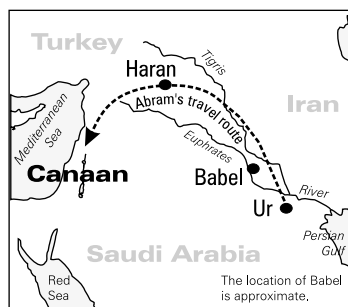 Turkey
Tigris
Haran
Abram's travel route
Iran
Mediterranean
Sea
Euphrates
Canaan
Babel
River
Ur
Persian
Gulf
Saudi Arabia
Red
Sea
The location of Babel
is approximate.